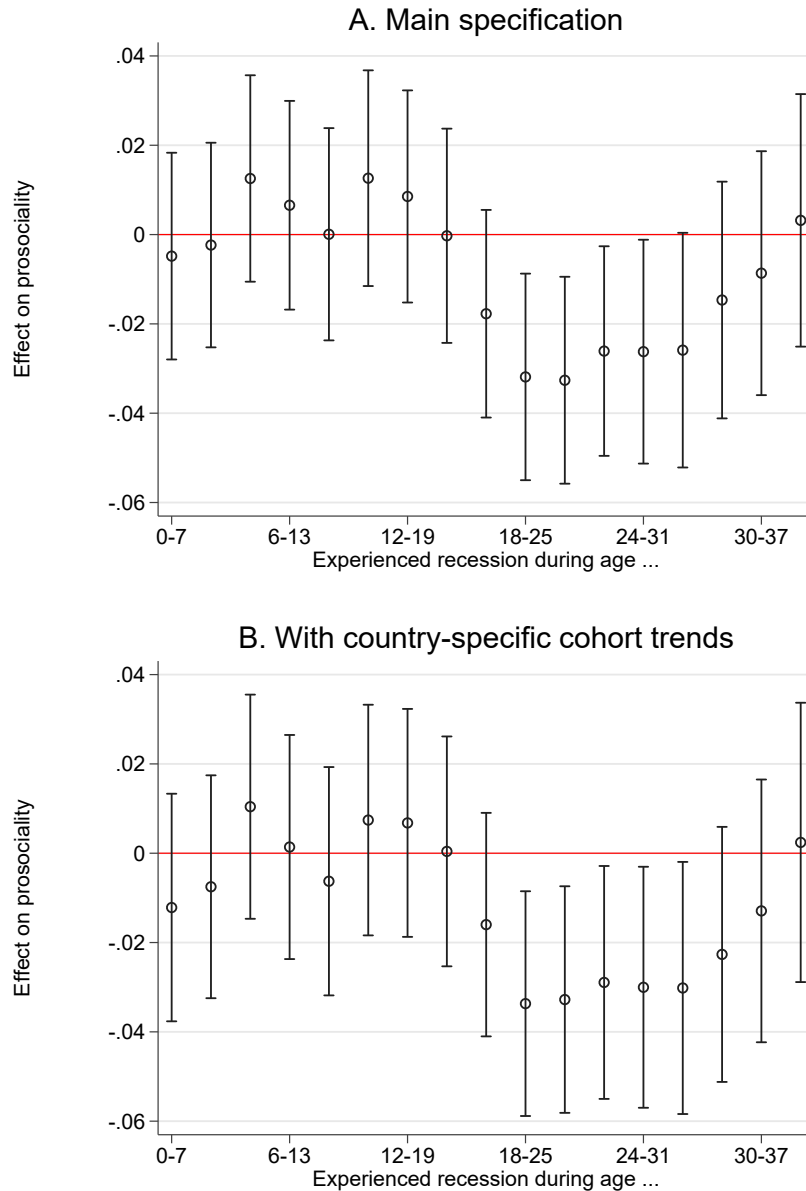 A. Main specification
Effect on prosociality
.04
.02
0
-.02
-.04
-.06
0-7 6-13 12-19 18-25 24-31 30-37
Experienced recession during age ...
B. With country-specific cohort trends
Effect on prosociality
.04
.02
0
-.02
-.04
-.06
0-7 6-13 12-19 18-25 24-31 30-37
Experienced recession during age ...